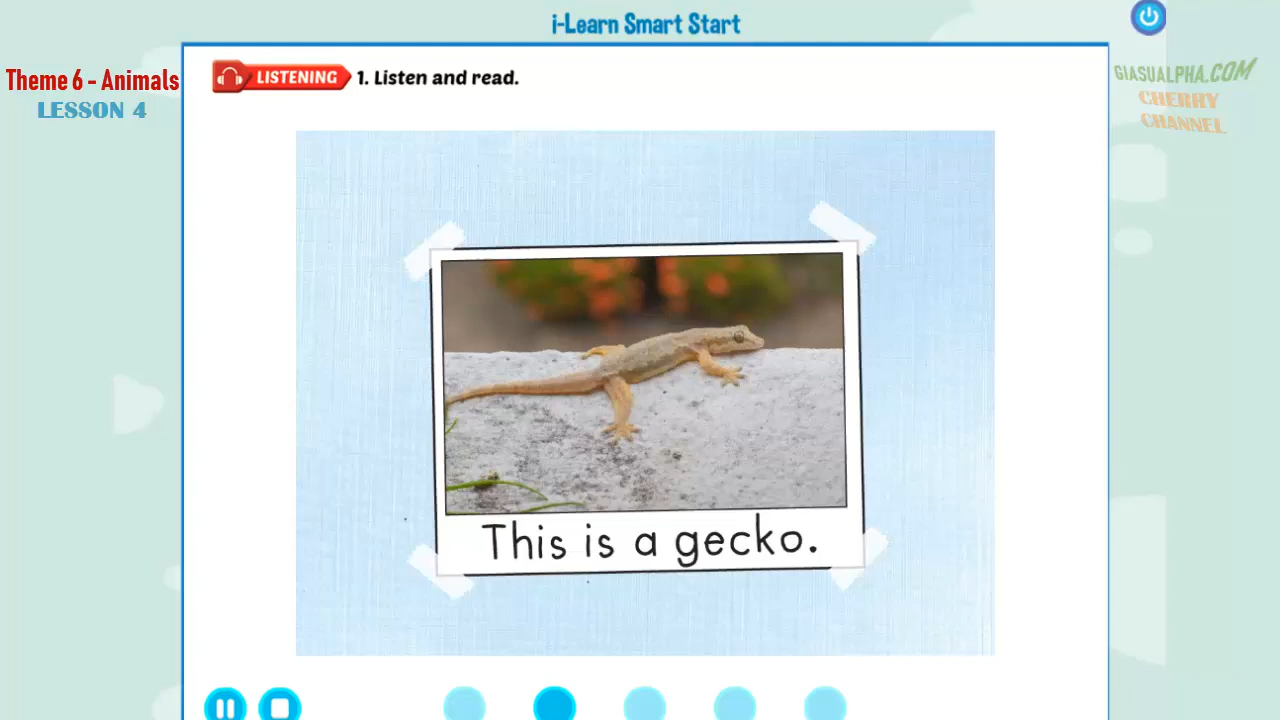 i-Learn Smart Start
Theme 6 - Animals
LESSON 4
LISTENING
1. Listen and read.
GIASUALPHA.COM
CHERRY
CHANNEL
This is a gecko.